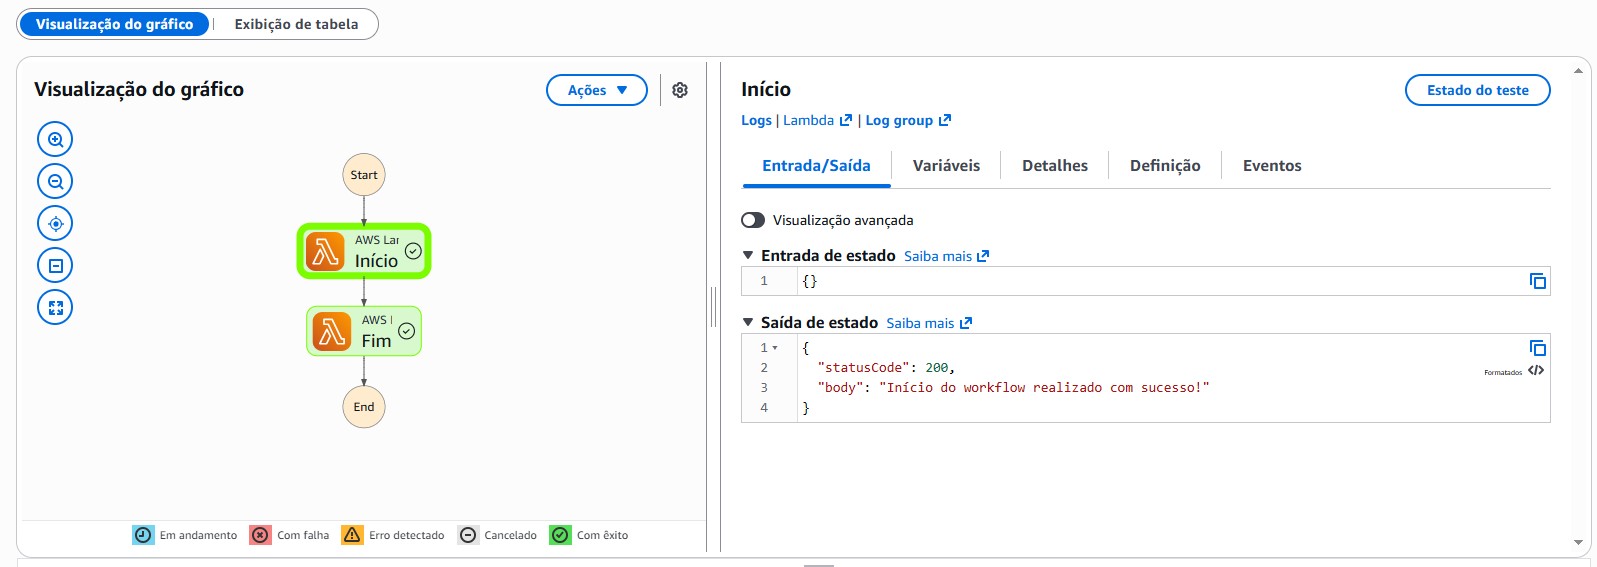 Visualização do gráfico | Exibição de tabela
Visualização do gráfico
Ações
Start
AWS Lar
Início
AWS
Fim
End
Em andamento
Com falha
Erro detectado
Cancelado
Com êxito
Início
Estado do teste
Logs | Lambda | Log group
Entrada/Saída
Variáveis
Detalhes
Definição
Eventos
Visualização avançada
Entrada de estado Saiba mais
1 {}
Saída de estado Saiba mais
1 {
2 "statusCode": 200,
3 "body": "Início do workflow realizado com sucesso!"
4 }
Formatados </>